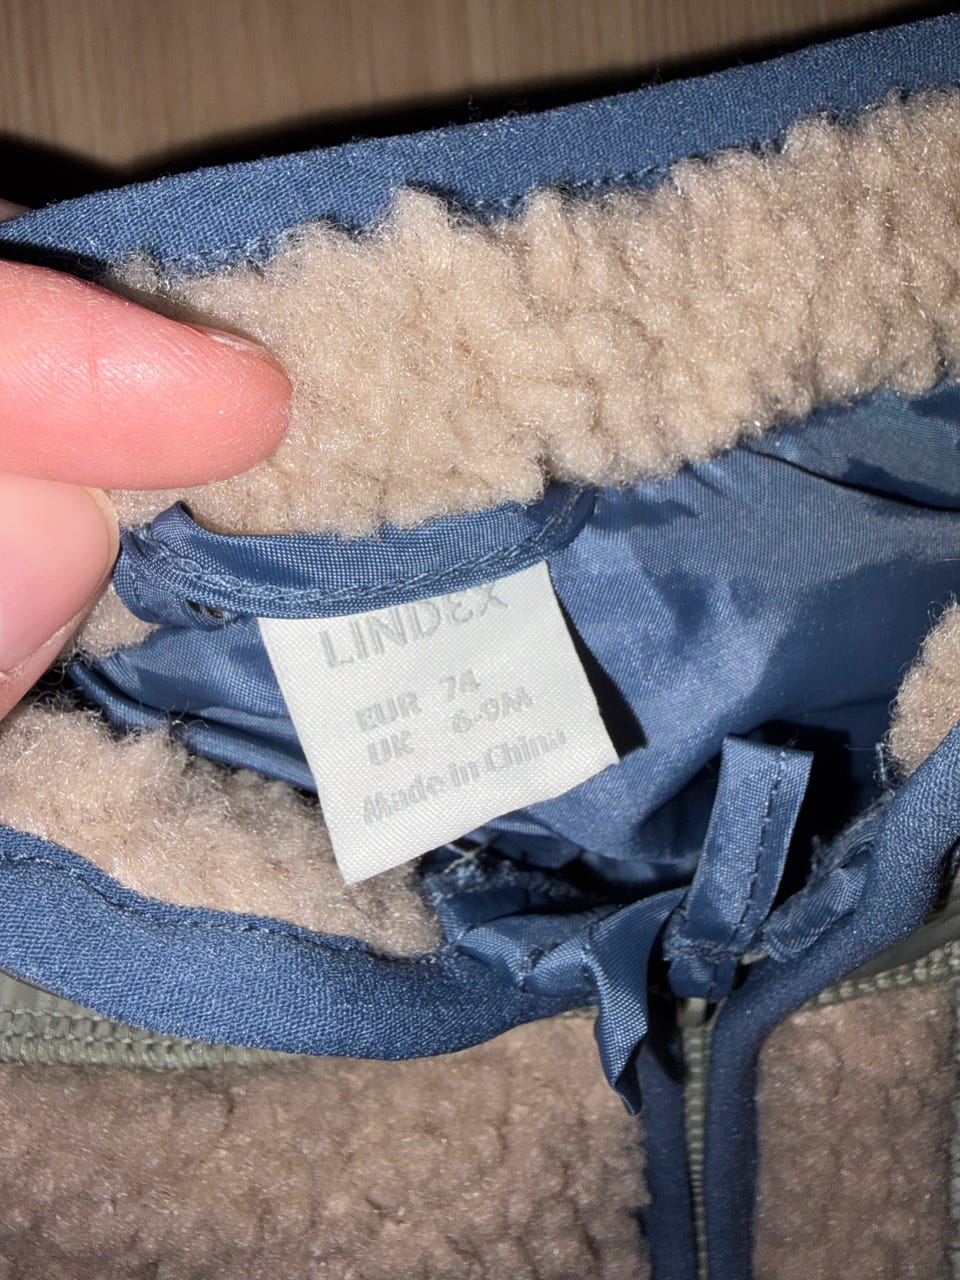 LINDEX
EUR 74
UK 6-9M
Made in China